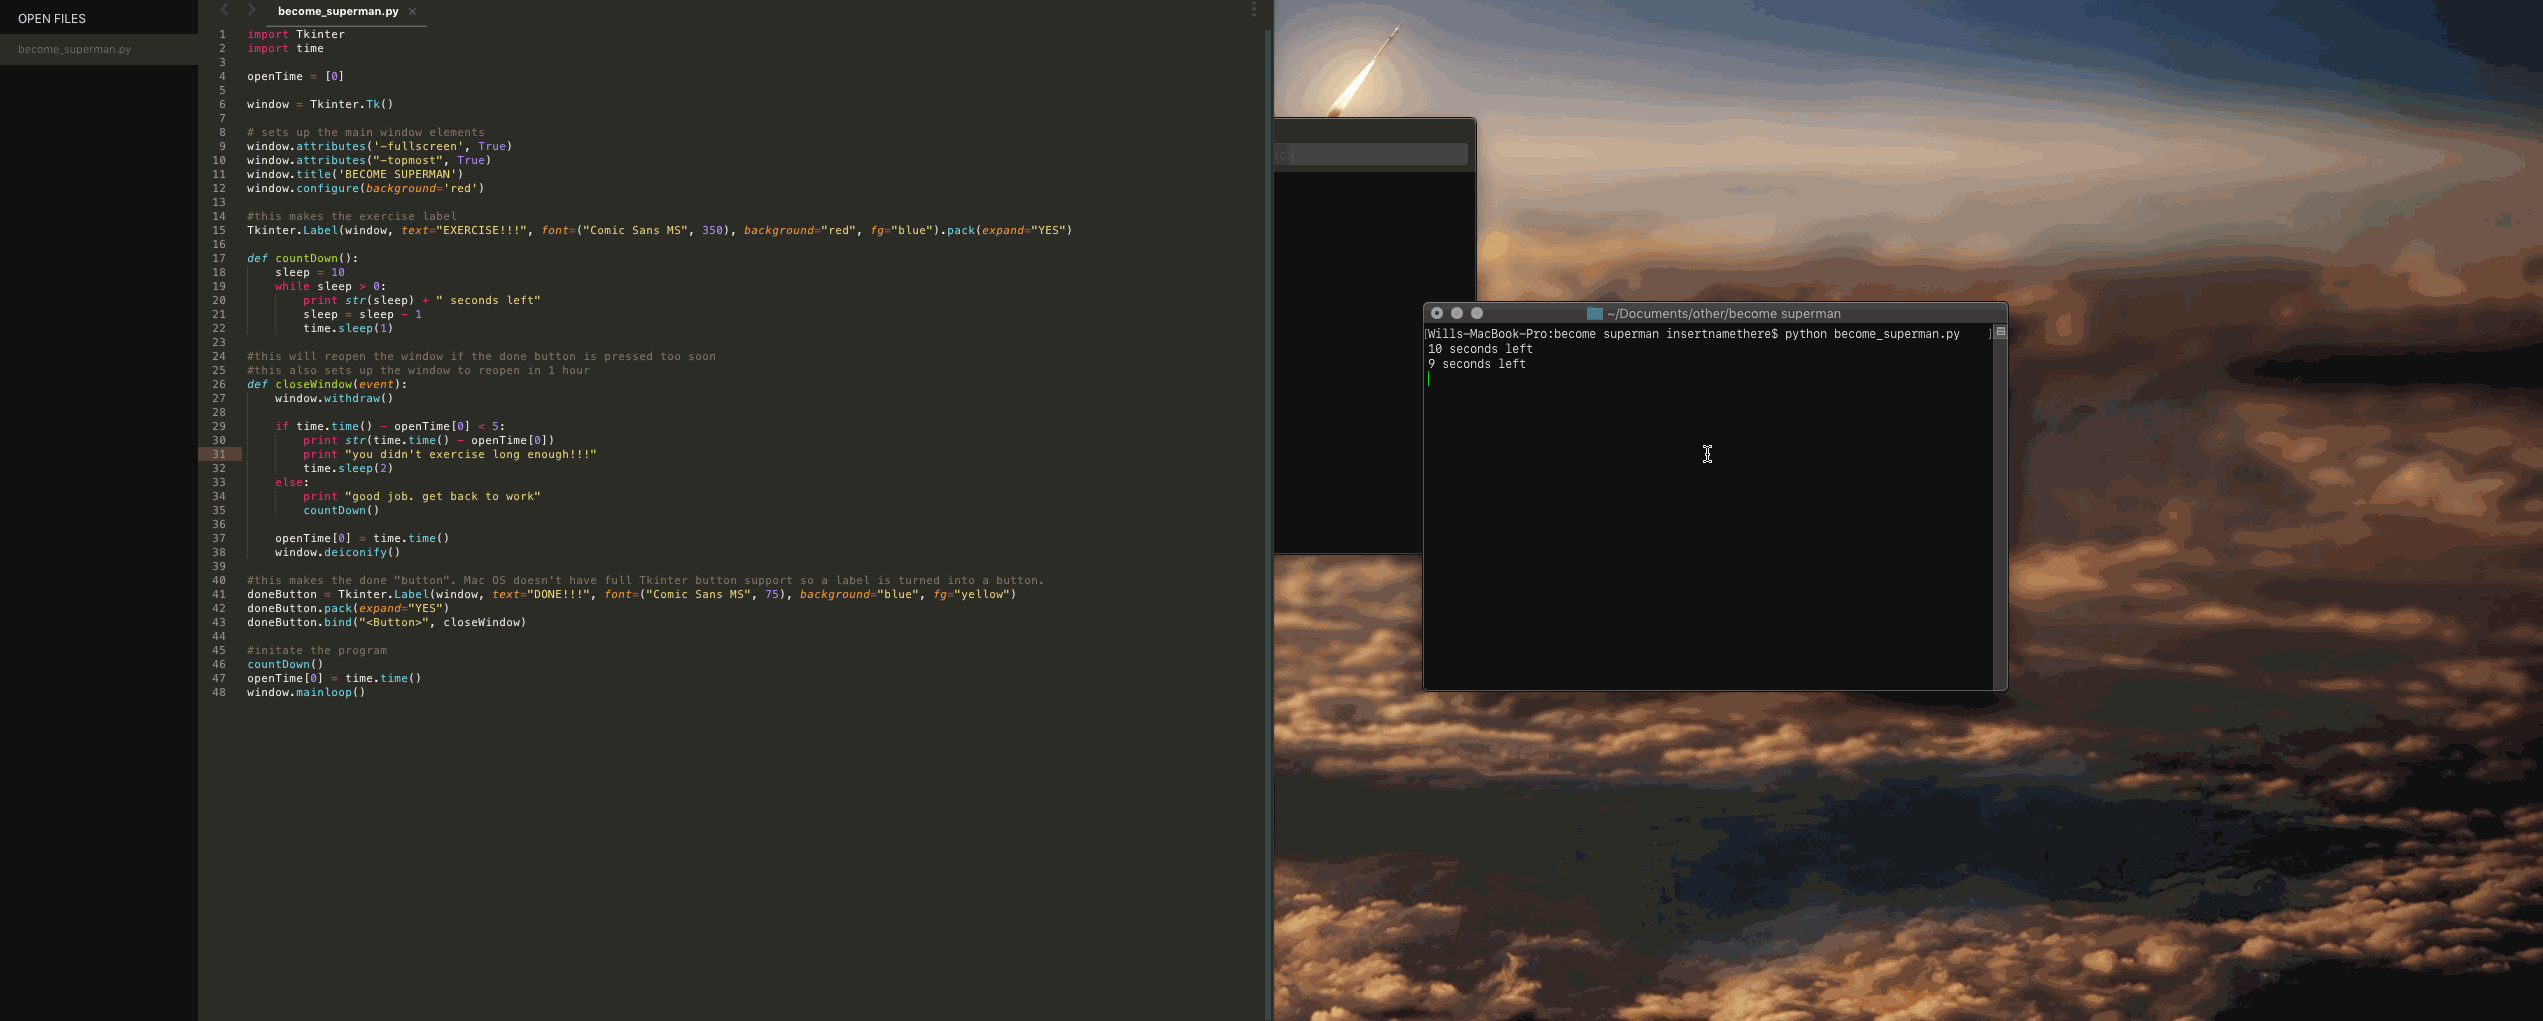 OPEN FILES
become_superman.py
become_superman.py ×
1 import Tkinter
2 import time
3
4 openTime = [0]
5
6 window = Tkinter.Tk()
7
8 # sets up the main window elements
9 window.attributes('-fullscreen', True)
10 window.attributes("-topmost", True)
11 window.title('BECOME SUPERMAN')
12 window.configure(background='red')
13
14 #this makes the exercise label
15 Tkinter.Label(window, text="EXERCISE!!!", font=("Comic Sans MS", 350), background="red", fg="blue").pack(expand="YES")
16
17 def countDown():
18     sleep = 10
19     while sleep > 0:
20         print str(sleep) + " seconds left"
21         sleep = sleep - 1
22         time.sleep(1)
23
24 #this will reopen the window if the done button is pressed too soon
25 #this also sets up the window to reopen in 1 hour
26 def closeWindow(event):
27     window.withdraw()
28
29     if time.time() - openTime[0] < 5:
30         print str(time.time() - openTime[0])
31         print "you didn't exercise long enough!!!"
32         time.sleep(2)
33     else:
34         print "good job. get back to work"
35         countDown()
36
37     openTime[0] = time.time()
38     window.deiconify()
39
40 #this makes the done "button". Mac OS doesn't have full Tkinter button support so a label is turned into a button.
41 doneButton = Tkinter.Label(window, text="DONE!!!", font=("Comic Sans MS", 75), background="blue", fg="yellow")
42 doneButton.pack(expand="YES")
43 doneButton.bind("<Button>", closeWindow)
44
45 #initate the program
46 countDown()
47 openTime[0] = time.time()
48 window.mainloop()
rch
~/Documents/other/become superman
[Wills-MacBook-Pro:become superman insertnamethere$ python become_superman.py ]
10 seconds left
9 seconds left